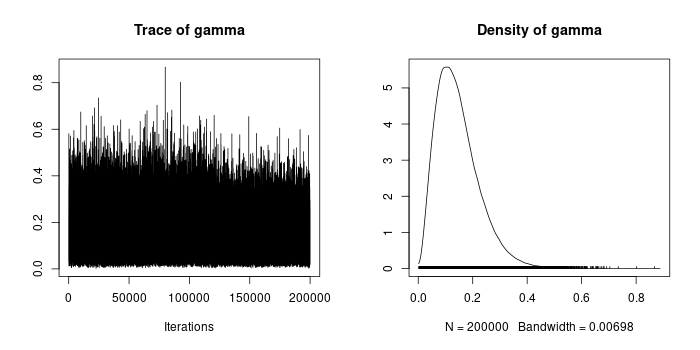 Trace of gamma
0.8
0.6
0.4
0.2
0.0
0 50000 100000 150000 200000
Iterations
Density of gamma
5
4
3
2
1
0
0.0 0.2 0.4 0.6 0.8
N = 200000 Bandwidth = 0.00698